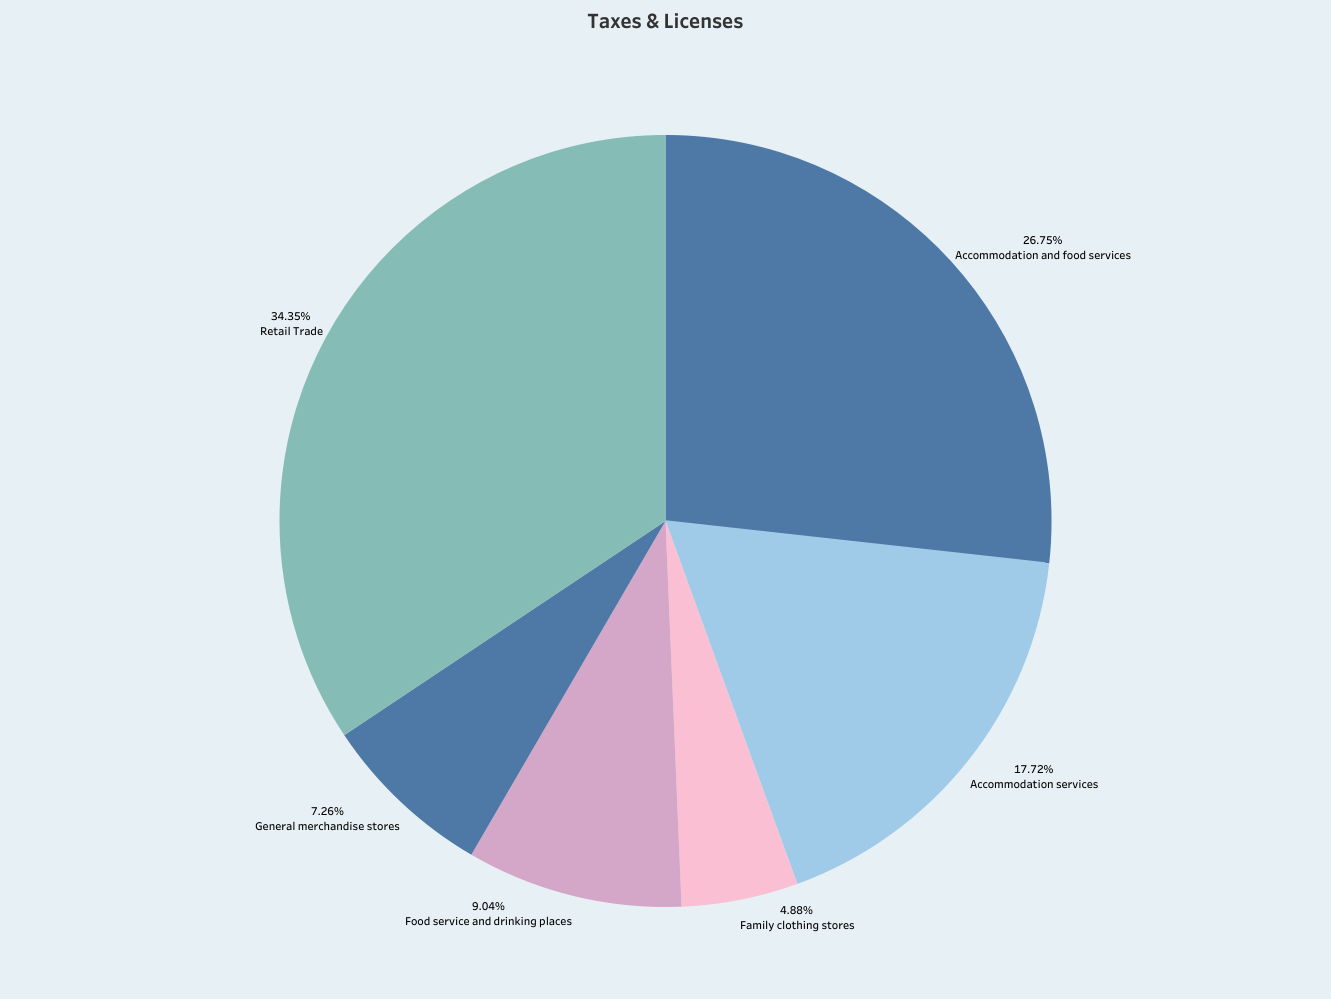 Taxes & Licenses
26.75%
Accommodation and food services
34.35%
Retail Trade
17.72%
Accommodation services
7.26%
General merchandise stores
9.04%
Food service and drinking places
4.88%
Family clothing stores